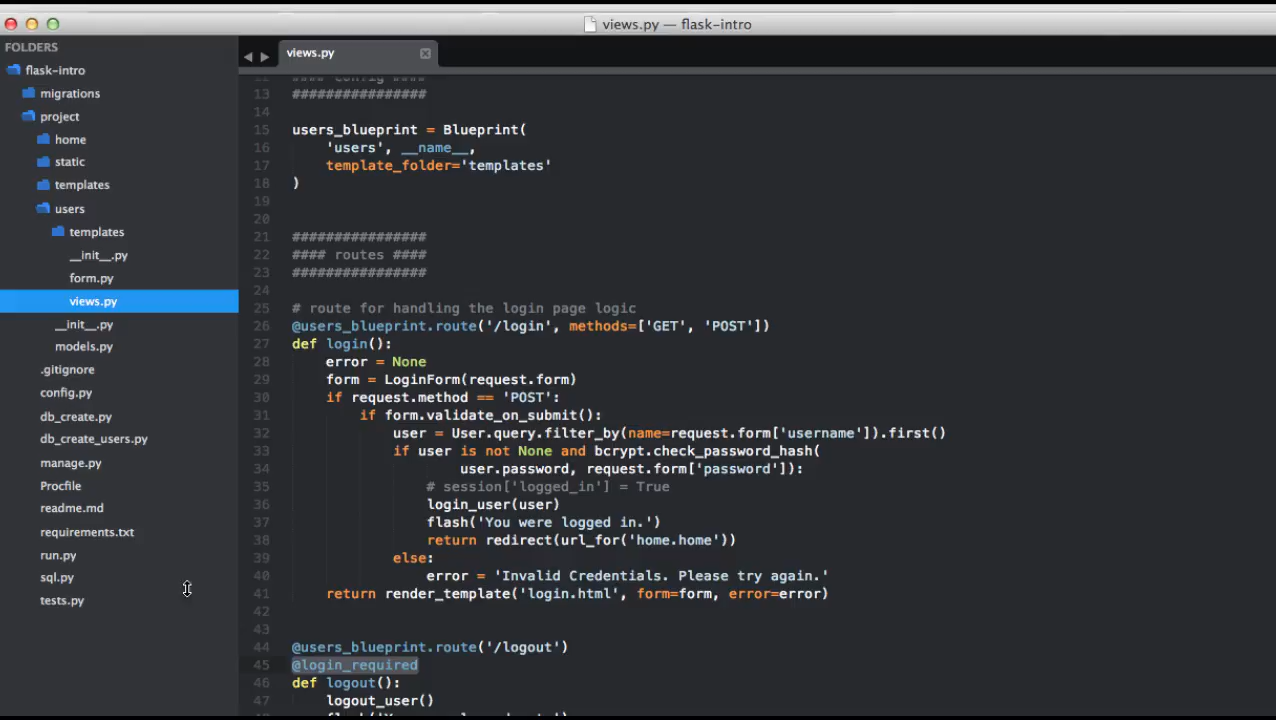 views.py — flask-intro
FOLDERS
flask-intro
migrations
project
home
static
templates
users
templates
__init__.py
form.py
views.py
__init__.py
models.py
.gitignore
config.py
db_create.py
db_create_users.py
manage.py
Procfile
readme.md
requirements.txt
run.py
sql.py
tests.py
views.py
12 #### config ####
13 ################
14
15 users_blueprint = Blueprint(
16     'users', __name__,
17     template_folder='templates'
18 )
19
20
21 ################
22 #### routes ####
23 ################
24
25 # route for handling the login page logic
26 @users_blueprint.route('/login', methods=['GET', 'POST'])
27 def login():
28     error = None
29     form = LoginForm(request.form)
30     if request.method == 'POST':
31         if form.validate_on_submit():
32             user = User.query.filter_by(name=request.form['username']).first()
33             if user is not None and bcrypt.check_password_hash(
34                     user.password, request.form['password']):
35                 # session['logged_in'] = True
36                 login_user(user)
37                 flash('You were logged in.')
38                 return redirect(url_for('home.home'))
39             else:
40                 error = 'Invalid Credentials. Please try again.'
41     return render_template('login.html', form=form, error=error)
42
43
44 @users_blueprint.route('/logout')
45 @login_required
46 def logout():
47     logout_user()